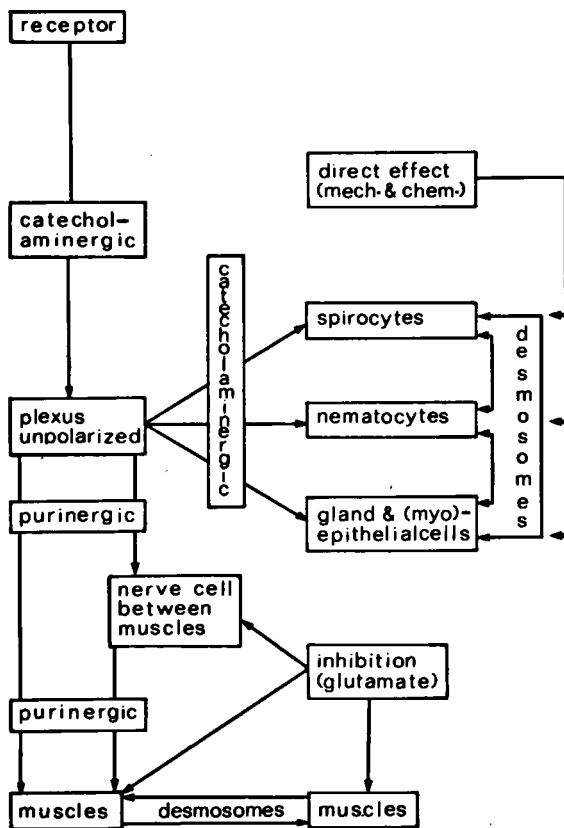 receptor
direct effect
(mech. & chem.)
catechol-
aminergic
catecholaminergic
spirocytes
desmosomes
plexus
unpolarized
nematocytes
purinergic
gland & (myo)-
epithelialcells
nerve cell
between
muscles
inhibition
(glutamate)
purinergic
muscles
desmosomes
muscles